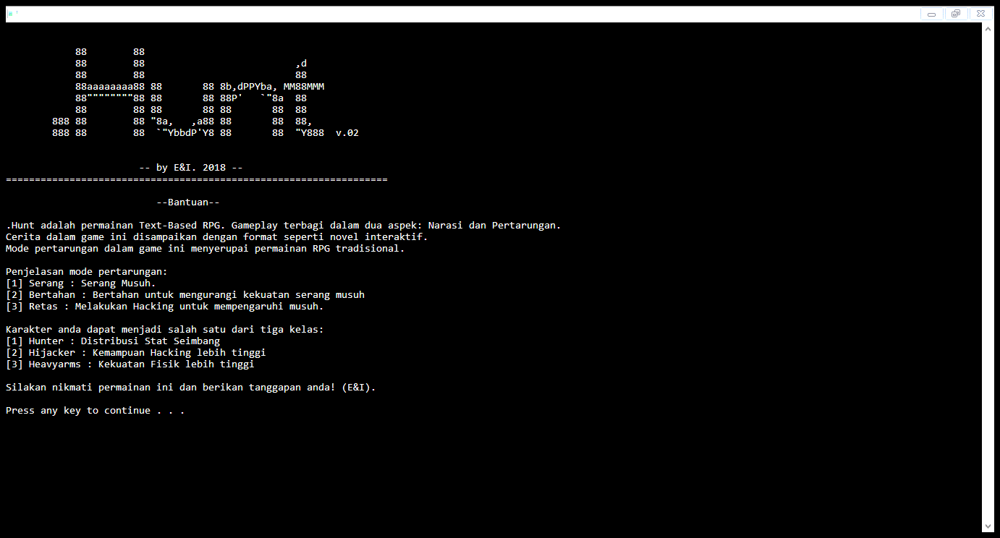 88        88
88        88                          ,d
88        88                          88
88aaaaaaaa88 88       88 8b,dPPYba, MM88MMM
88""""""""88 88       88 88P'   `"8a  88
88        88 88       88 88       88  88
888 88        88 "8a,   ,a88 88       88  88,
888 88        88  `"YbbdP'Y8 88       88  "Y888  v.02
-- by E&I. 2018 --
==================================================================
--Bantuan--
.Hunt adalah permainan Text-Based RPG. Gameplay terbagi dalam dua aspek: Narasi dan Pertarungan.
Cerita dalam game ini disampaikan dengan format seperti novel interaktif.
Mode pertarungan dalam game ini menyerupai permainan RPG tradisional.
Penjelasan mode pertarungan:
[1] Serang : Serang Musuh.
[2] Bertahan : Bertahan untuk mengurangi kekuatan serang musuh
[3] Retas : Melakukan Hacking untuk mempengaruhi musuh.
Karakter anda dapat menjadi salah satu dari tiga kelas:
[1] Hunter : Distribusi Stat Seimbang
[2] Hijacker : Kemampuan Hacking lebih tinggi
[3] Heavyarms : Kekuatan Fisik lebih tinggi
Silakan nikmati permainan ini dan berikan tanggapan anda! (E&I).
Press any key to continue . . .